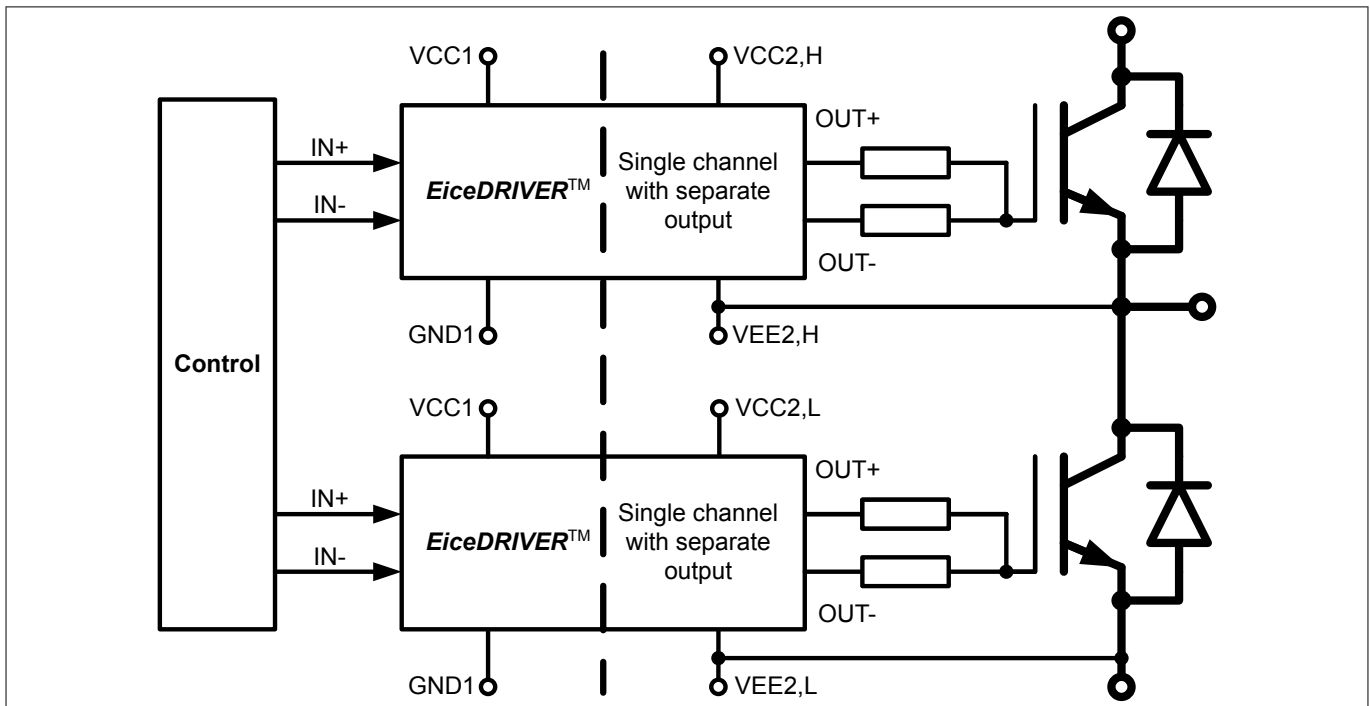 VCC1
VCC2,H
OUT+
IN+
IN-
EiceDRIVER™
Single channel
with separate
output
OUT-
GND1
VEE2,H
Control
VCC1
VCC2,L
OUT+
IN+
IN-
EiceDRIVER™
Single channel
with separate
output
OUT-
GND1
VEE2,L